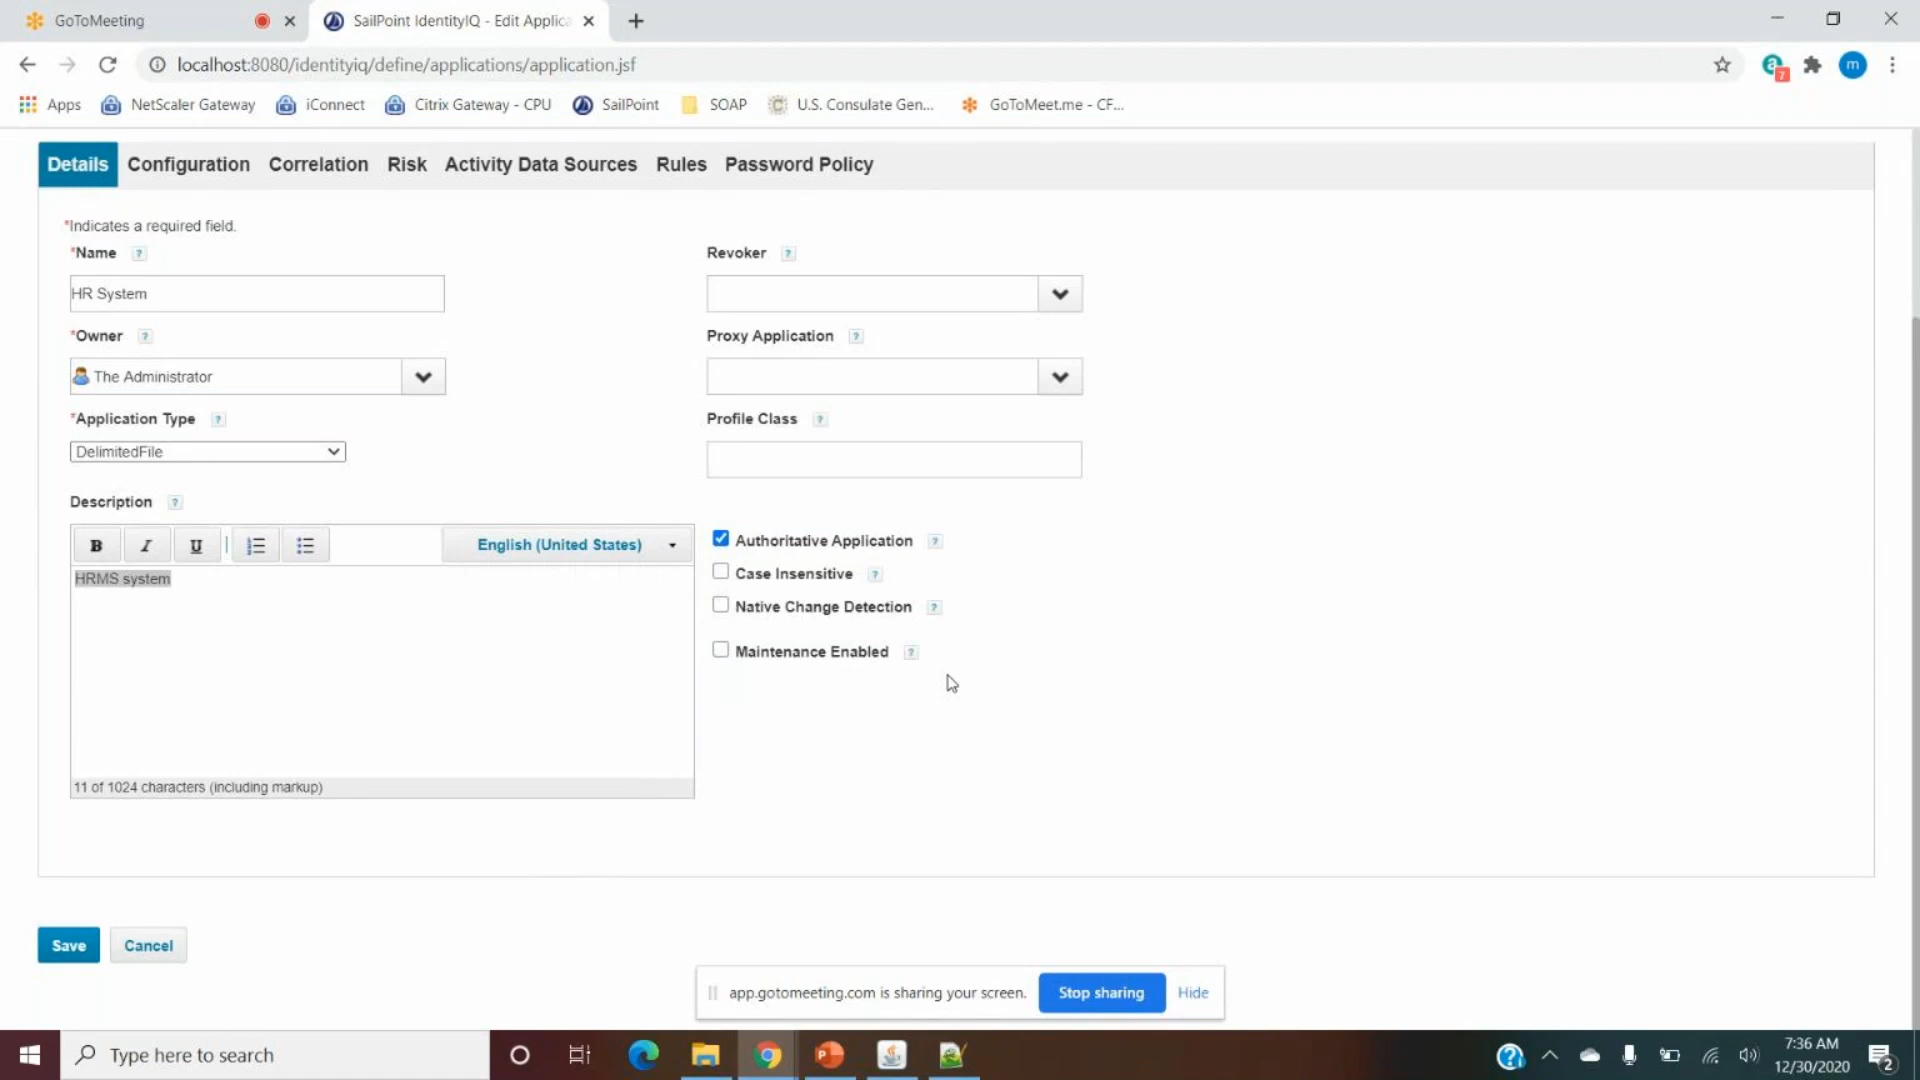 GoToMeeting
SailPoint IdentityIQ - Edit Applica
localhost:8080/identityiq/define/applications/application.jsf
7
m
Apps
NetScaler Gateway
iConnect
Citrix Gateway - CPU
SailPoint
SOAP
U.S. Consulate Gen...
GoToMeet.me - CF...
Details
Configuration
Correlation
Risk
Activity Data Sources
Rules
Password Policy
*Indicates a required field.
*Name ?
Revoker ?
HR System
*Owner ?
Proxy Application ?
The Administrator
*Application Type ?
Profile Class ?
DelimitedFile
Description ?
B I U
English (United States)
Authoritative Application ?
Case Insensitive ?
HRMS system
Native Change Detection ?
Maintenance Enabled ?
11 of 1024 characters (including markup)
Save
Cancel
app.gotomeeting.com is sharing your screen.
Stop sharing
Hide
Type here to search
7:36 AM
12/30/2020
2